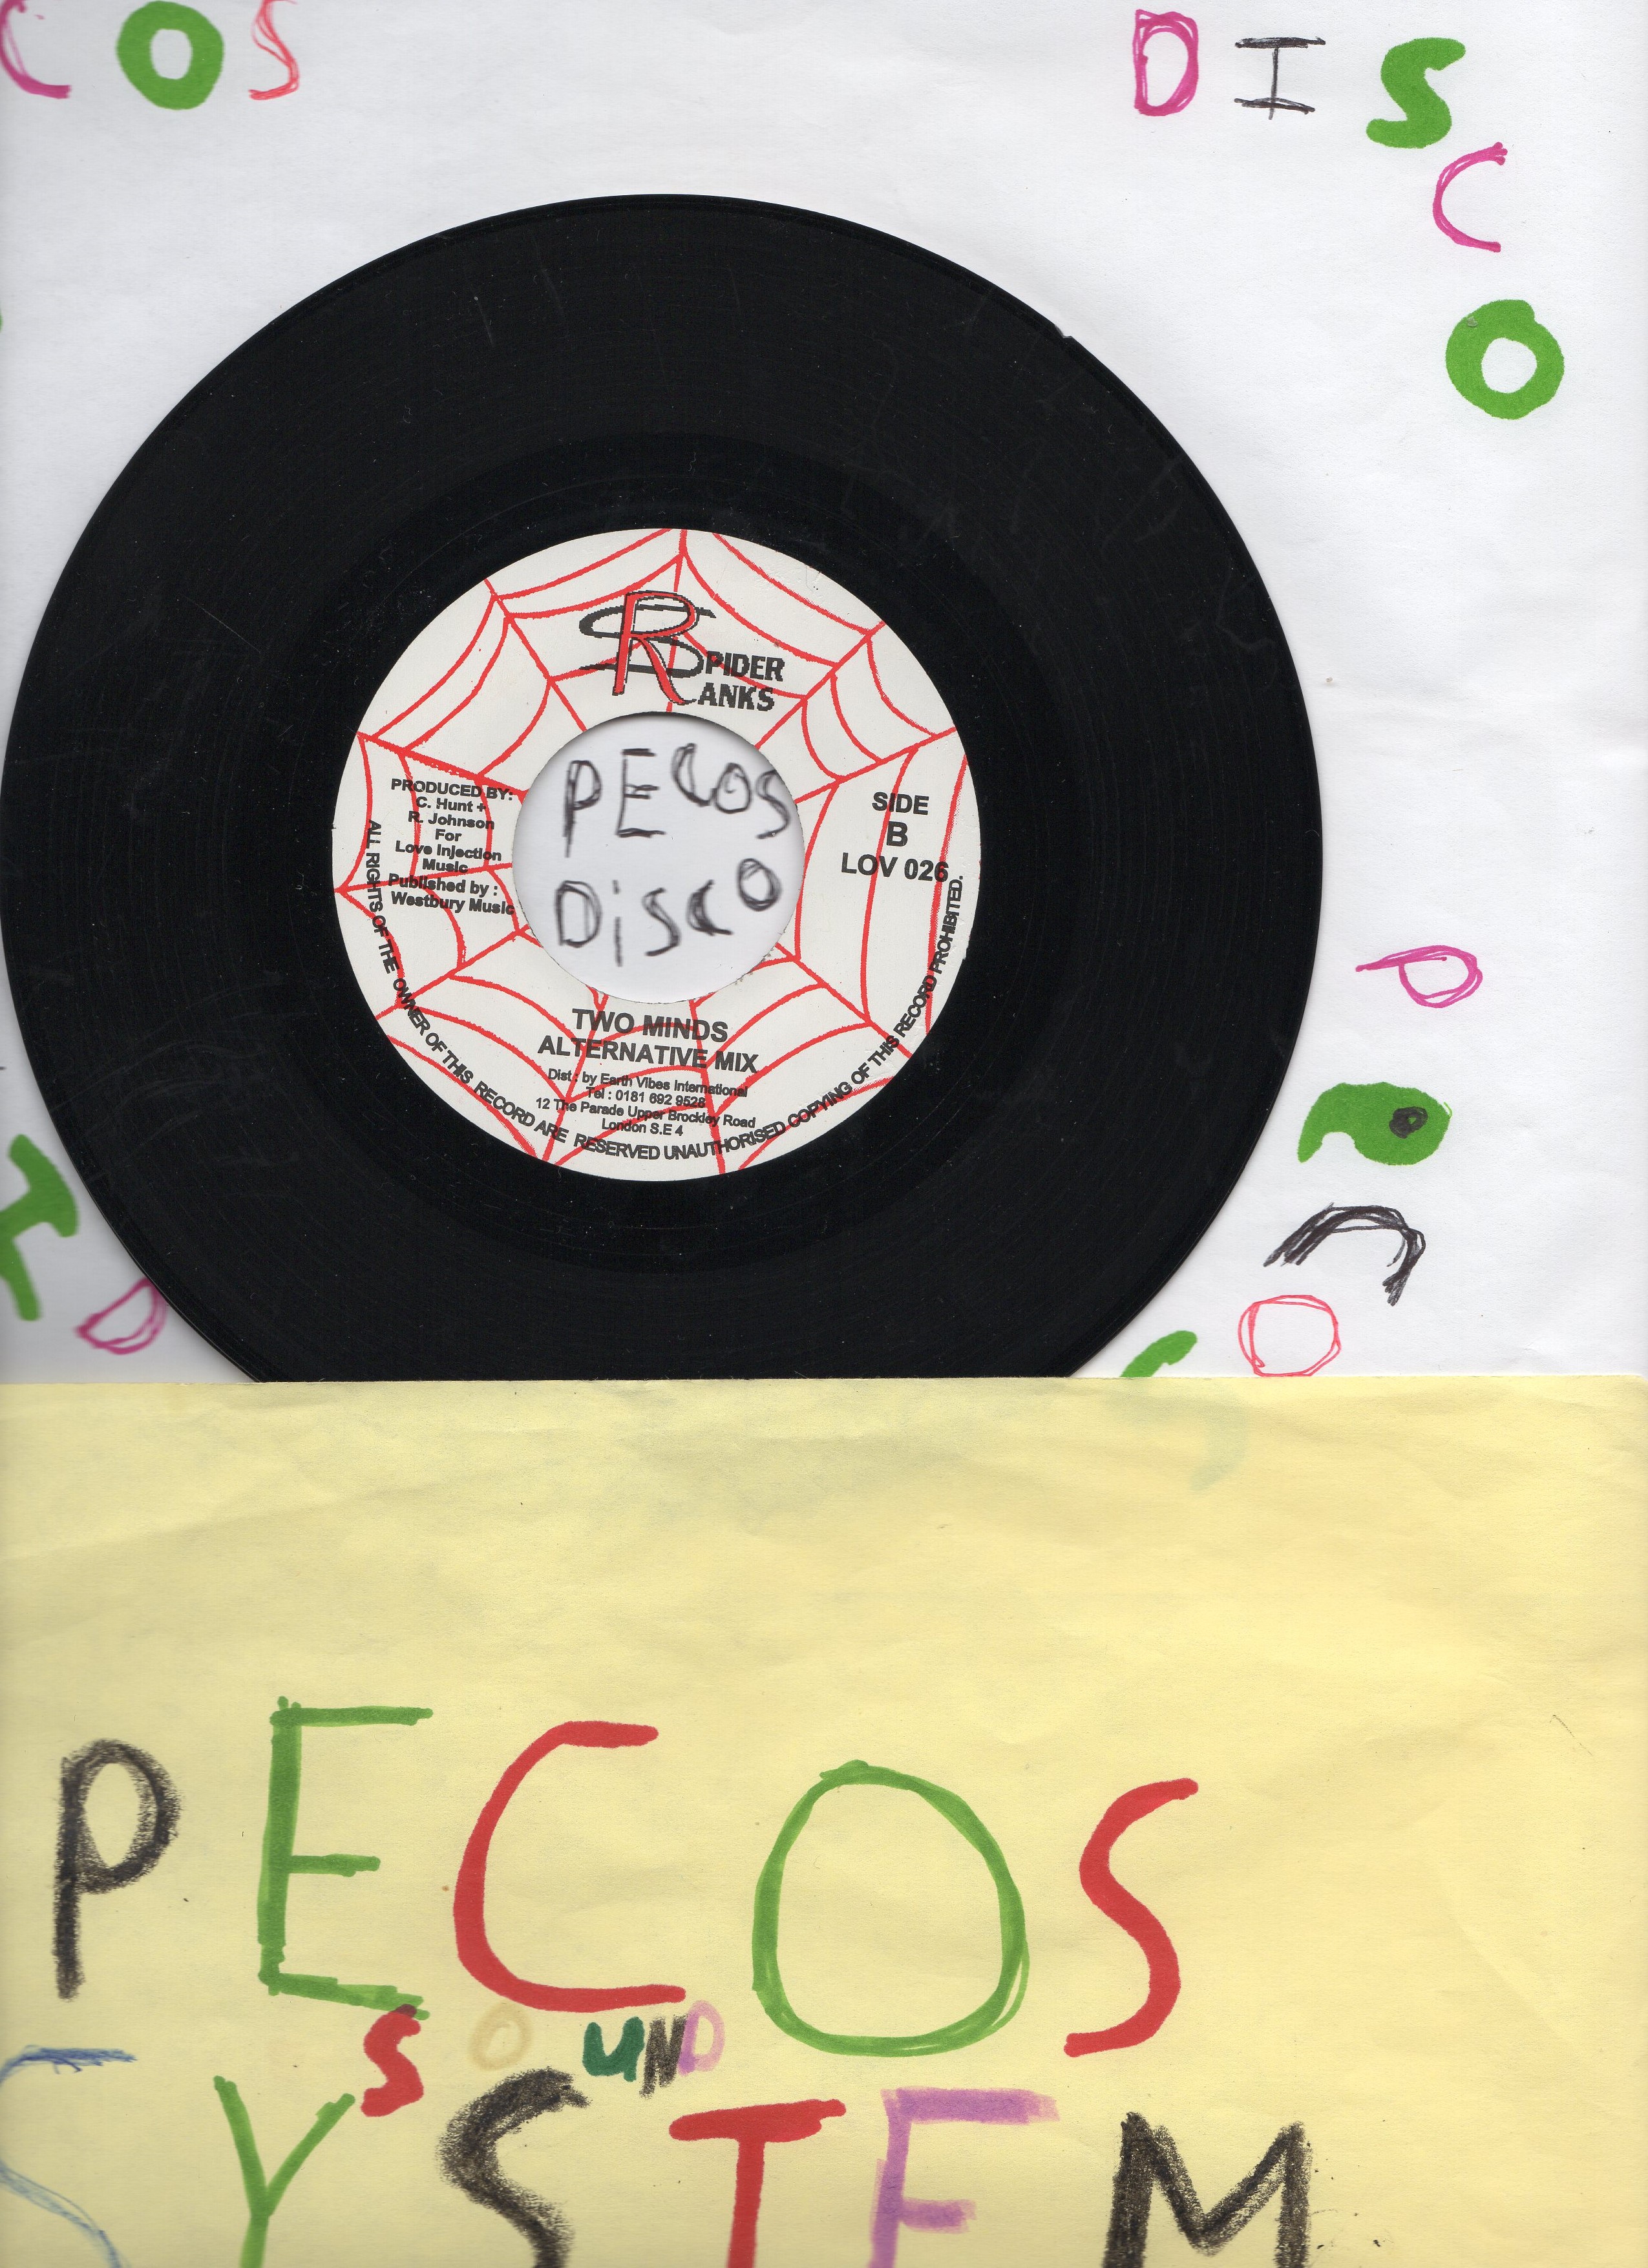 COS
DISCO
SPIDER
RANKS
PRODUCED BY:
C. Hunt +
R. Johnson
For
Love Injection
Music
Published by :
Westbury Music
SIDE
B
LOV 026
PECOS
DiSCO
TWO MINDS
ALTERNATIVE MIX
Dist : by Earth Vibes International
Tel : 0181 692 9528
12 The Parade Upper Brockley Road
London S.E 4
ALL RIGHTS OF THE OWNER OF THIS RECORD ARE RESERVED UNAUTHORISED COPYING OF THIS RECORD PROHIBITED.
PECOS
SOUND
SYSTEM